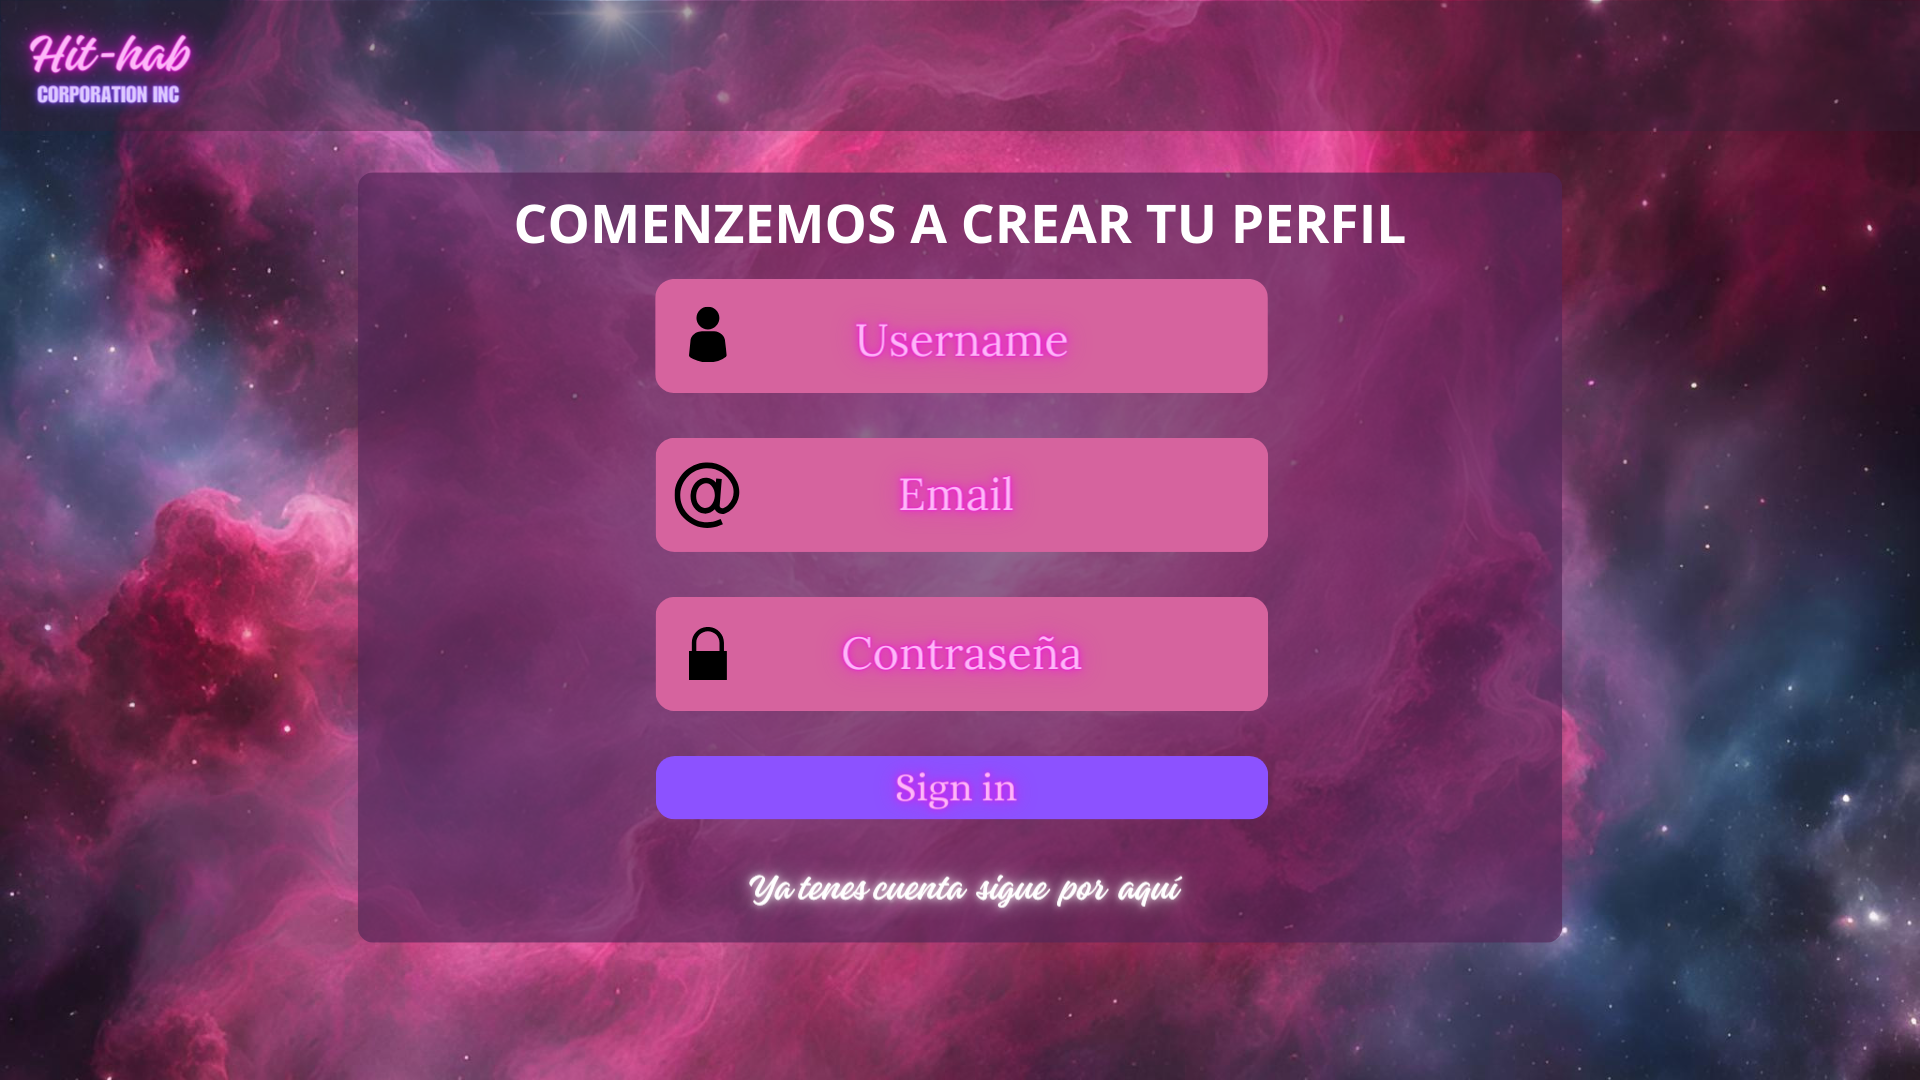 Hit-hab
CORPORATION INC
COMENZEMOS A CREAR TU PERFIL
Username
@ Email
Contraseña
Sign in
Ya tenes cuenta sigue por aquí